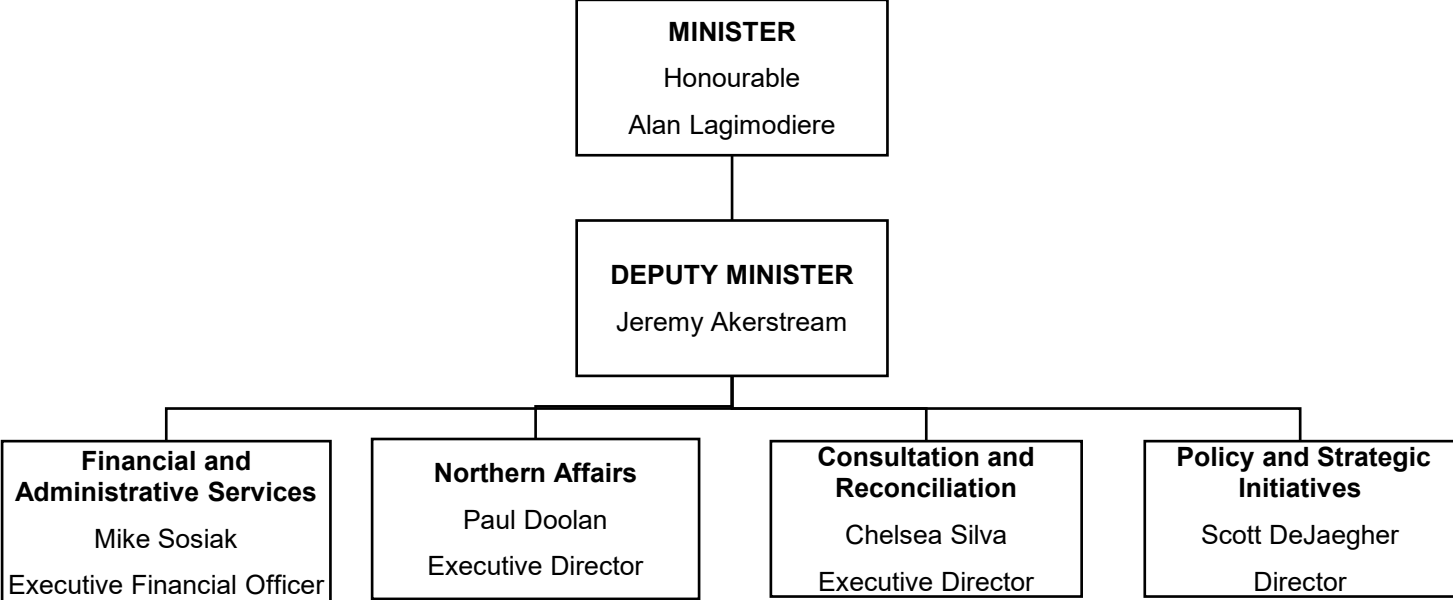 MINISTER
Honourable
Alan Lagimodiere
DEPUTY MINISTER
Jeremy Akerstream
Financial and
Administrative Services
Mike Sosiak
Executive Financial Officer
Northern Affairs
Paul Doolan
Executive Director
Consultation and
Reconciliation
Chelsea Silva
Executive Director
Policy and Strategic
Initiatives
Scott DeJaegher
Director